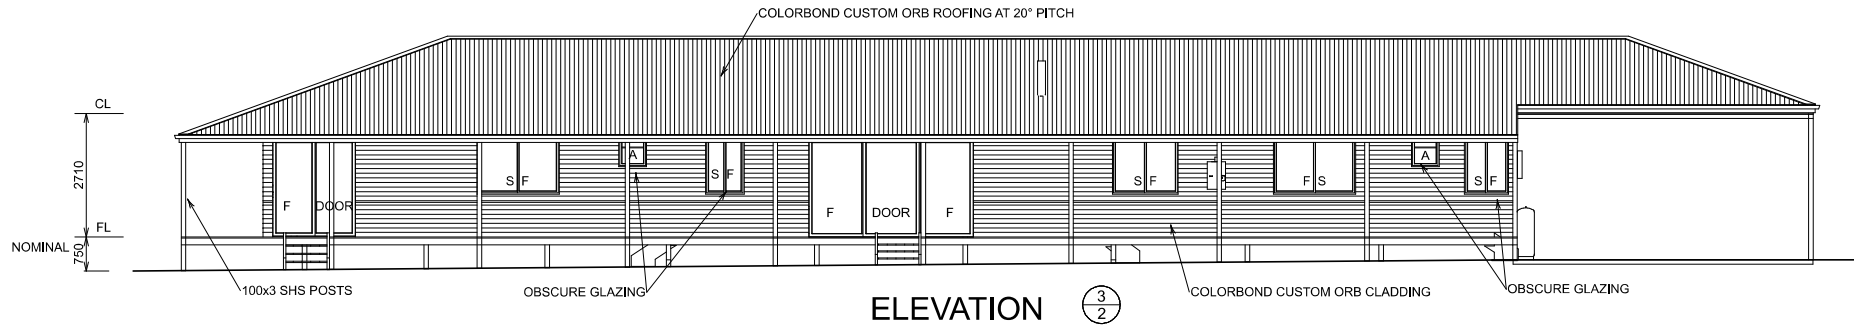 COLORBOND CUSTOM ORB ROOFING AT 20° PITCH
CL
2710
FL
NOMINAL
750
F
DOOR
S F
A
S F
F
DOOR
F
S F
F S
A
S F
100x3 SHS POSTS
OBSCURE GLAZING
COLORBOND CUSTOM ORB CLADDING
OBSCURE GLAZING
ELEVATION
3
2